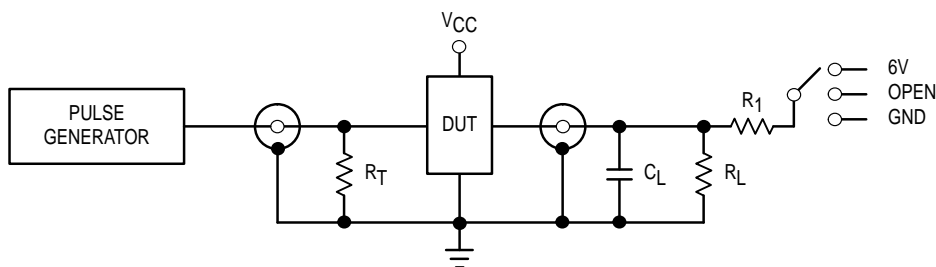 VCC
PULSE
GENERATOR
DUT
RT
CL
RL
R1
6V
OPEN
GND